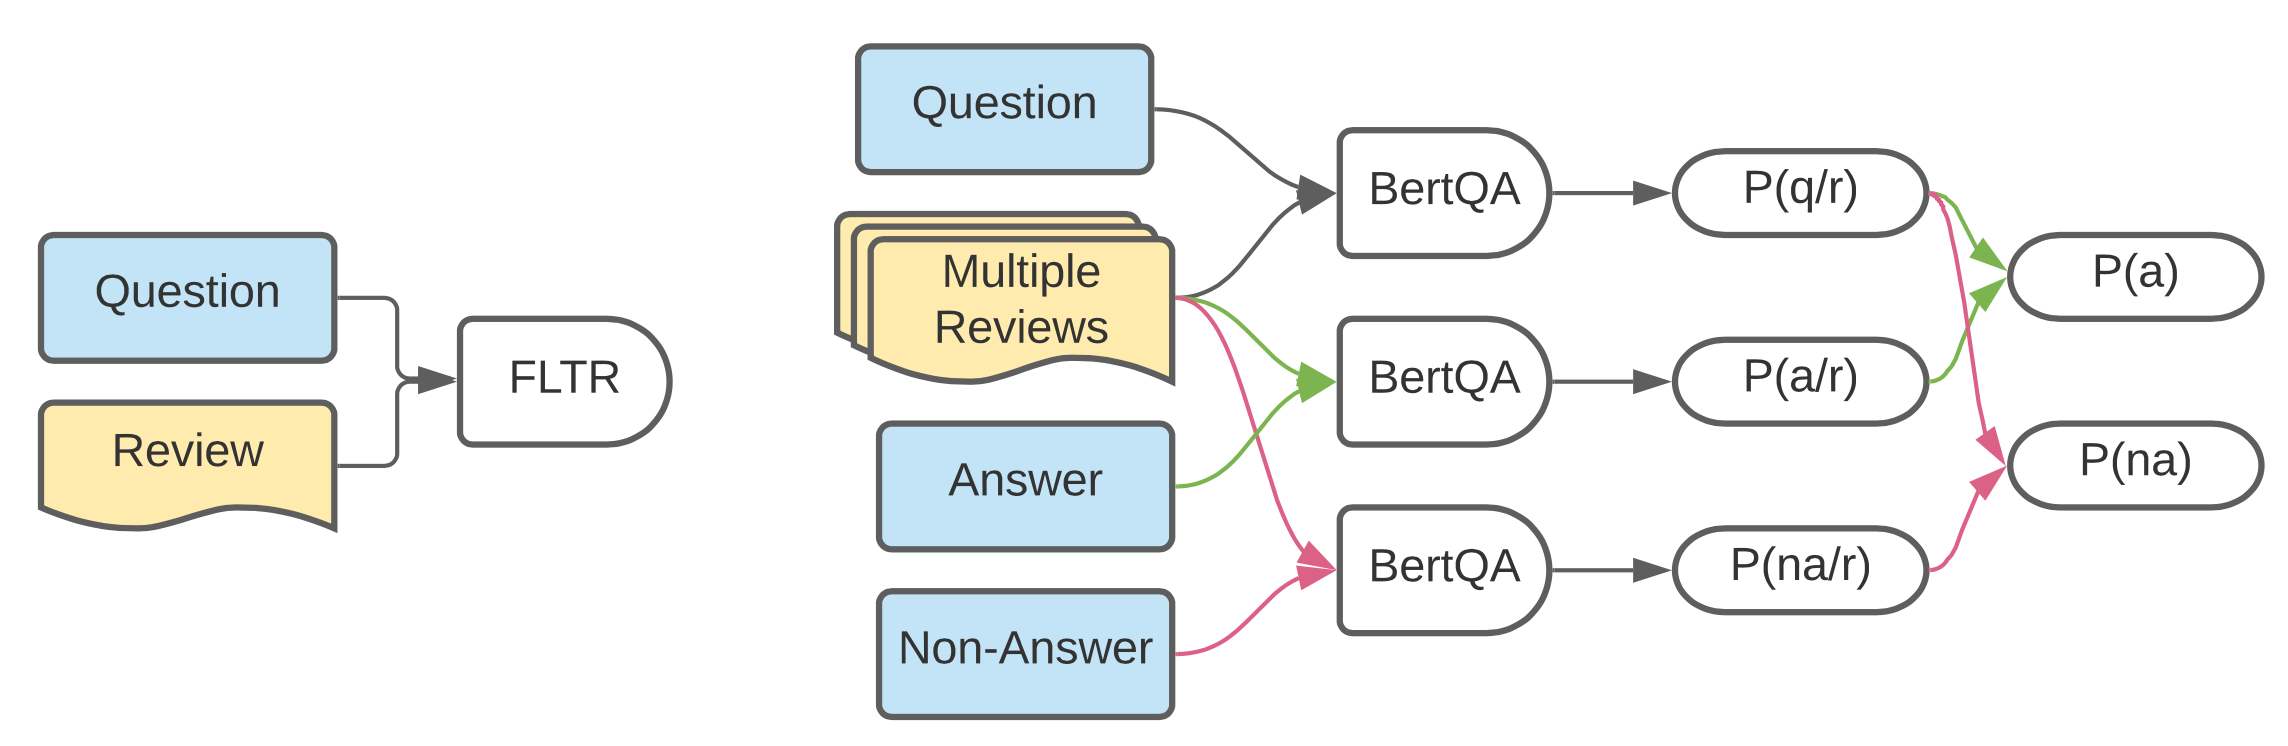 Question
Review
FLTR
Question
Multiple
Reviews
Answer
Non-Answer
BertQA
BertQA
BertQA
P(q/r)
P(a/r)
P(na/r)
P(a)
P(na)